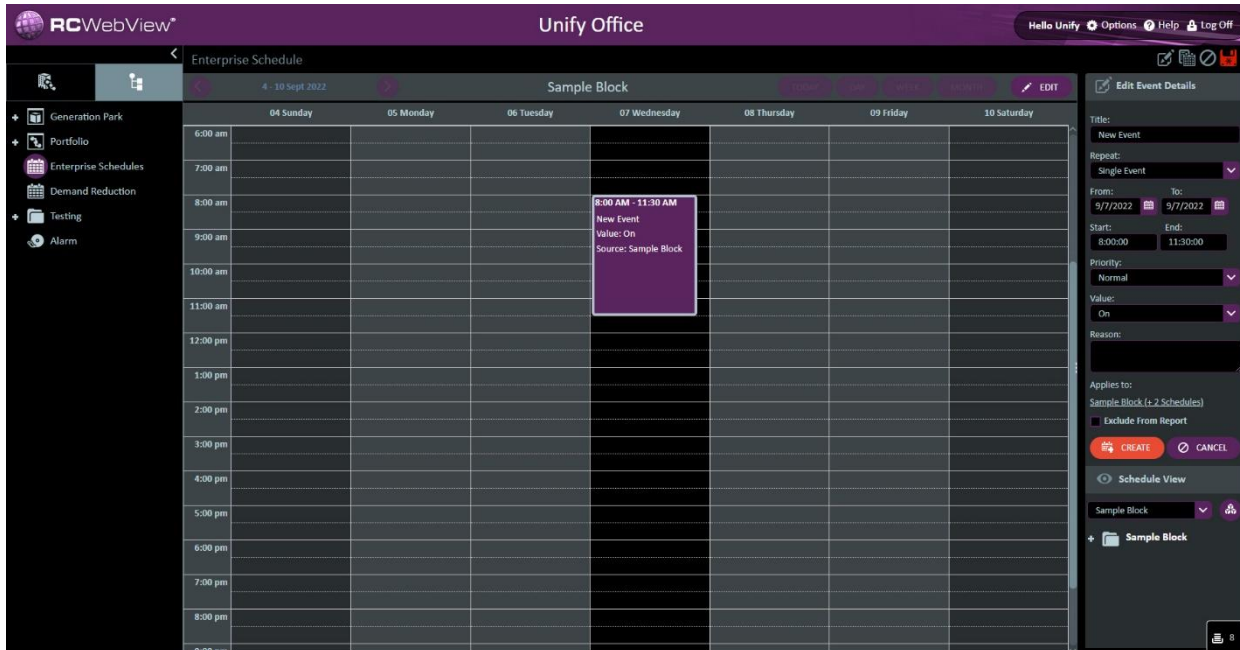 RCWebView®
Unify Office
Hello Unify Options Help Log Off
Enterprise Schedule
4 - 10 Sept 2022
Sample Block
TODAY DAY WEEK MONTH
EDIT
04 Sunday 05 Monday 06 Tuesday 07 Wednesday 08 Thursday 09 Friday 10 Saturday
Generation Park
Portfolio
Enterprise Schedules
Demand Reduction
Testing
Alarm
6:00 am
7:00 am
8:00 am
9:00 am
10:00 am
11:00 am
12:00 pm
1:00 pm
2:00 pm
3:00 pm
4:00 pm
5:00 pm
6:00 pm
7:00 pm
8:00 pm
8:00 AM - 11:30 AM
New Event
Value: On
Source: Sample Block
Edit Event Details
Title:
New Event
Repeat:
Single Event
From: To:
9/7/2022 9/7/2022
Start: End:
8:00:00 11:30:00
Priority:
Normal
Value:
On
Reason:
Applies to:
Sample Block (+ 2 Schedules)
Exclude From Report
CREATE CANCEL
Schedule View
Sample Block
Sample Block
8